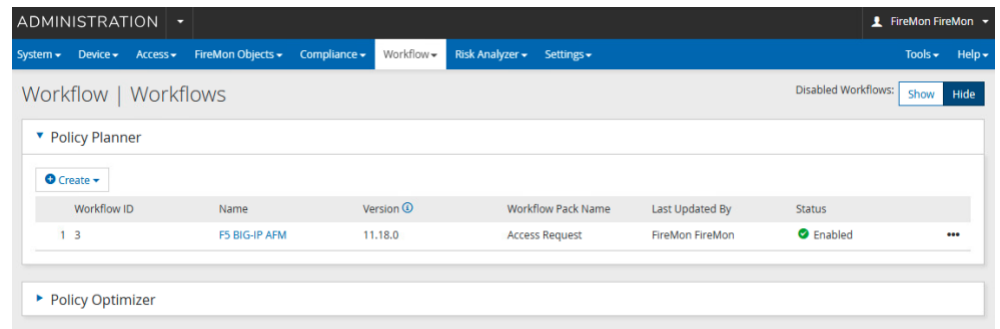 ADMINISTRATION FireMon FireMon
System Device Access FireMon Objects Compliance Workflow Risk Analyzer Settings Tools Help
Workflow | Workflows Disabled Workflows: Show Hide
Policy Planner
Create
Workflow ID Name Version Workflow Pack Name Last Updated By Status
1 3 F5 BIG-IP AFM 11.18.0 Access Request FireMon FireMon Enabled
Policy Optimizer